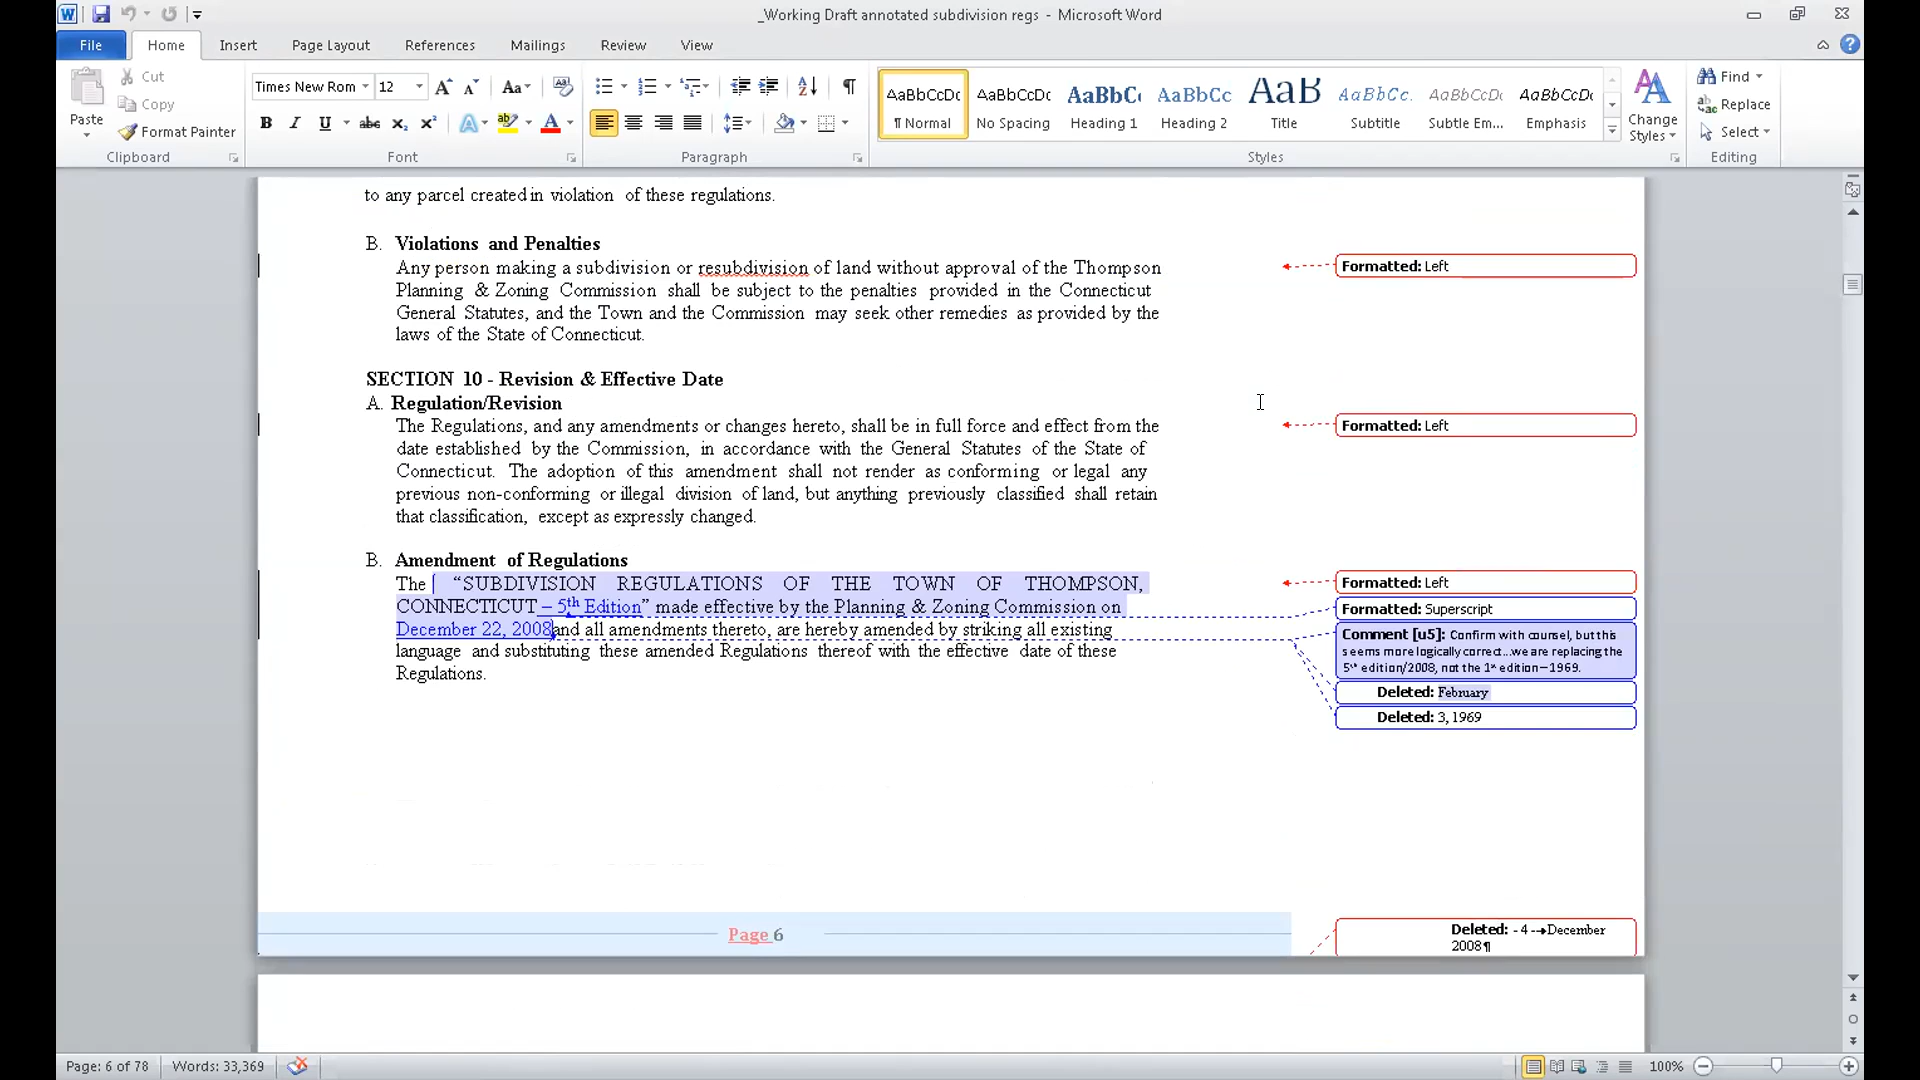 _Working Draft annotated subdivision regs - Microsoft Word
File Home Insert Page Layout References Mailings Review View
Paste
Cut
Copy
Format Painter
Times New Rom 12
AaBbCcDc AaBbCcDc AaBbC AaBbCc AaB AaBbCc. AaBbCcDc AaBbCcDc
¶ Normal No Spacing Heading 1 Heading 2 Title Subtitle Subtle Em... Emphasis
Change
Styles
Find
Replace
Select
Clipboard Font Paragraph Styles Editing
to any parcel created in violation of these regulations.
B. Violations and Penalties
Any person making a subdivision or resubdivision of land without approval of the Thompson
Planning & Zoning Commission shall be subject to the penalties provided in the Connecticut
General Statutes, and the Town and the Commission may seek other remedies as provided by the
laws of the State of Connecticut.
SECTION 10 - Revision & Effective Date
A. Regulation/Revision
The Regulations, and any amendments or changes hereto, shall be in full force and effect from the
date established by the Commission, in accordance with the General Statutes of the State of
Connecticut. The adoption of this amendment shall not render as conforming or legal any
previous non-conforming or illegal division of land, but anything previously classified shall retain
that classification, except as expressly changed.
B. Amendment of Regulations
The “SUBDIVISION REGULATIONS OF THE TOWN OF THOMPSON,
CONNECTICUT – 5th Edition” made effective by the Planning & Zoning Commission on
December 22, 2008and all amendments thereto, are hereby amended by striking all existing
language and substituting these amended Regulations thereof with the effective date of these
Regulations.
Formatted: Left
Formatted: Left
Formatted: Left
Formatted: Superscript
Comment [u5]: Confirm with counsel, but this
seems more logically correct...we are replacing the
5th edition/2008, not the 1st edition—1969.
Deleted: February
Deleted: 3, 1969
Page 6
Deleted: - 4 -→December
2008¶
Page: 6 of 78 Words: 33,369 100%